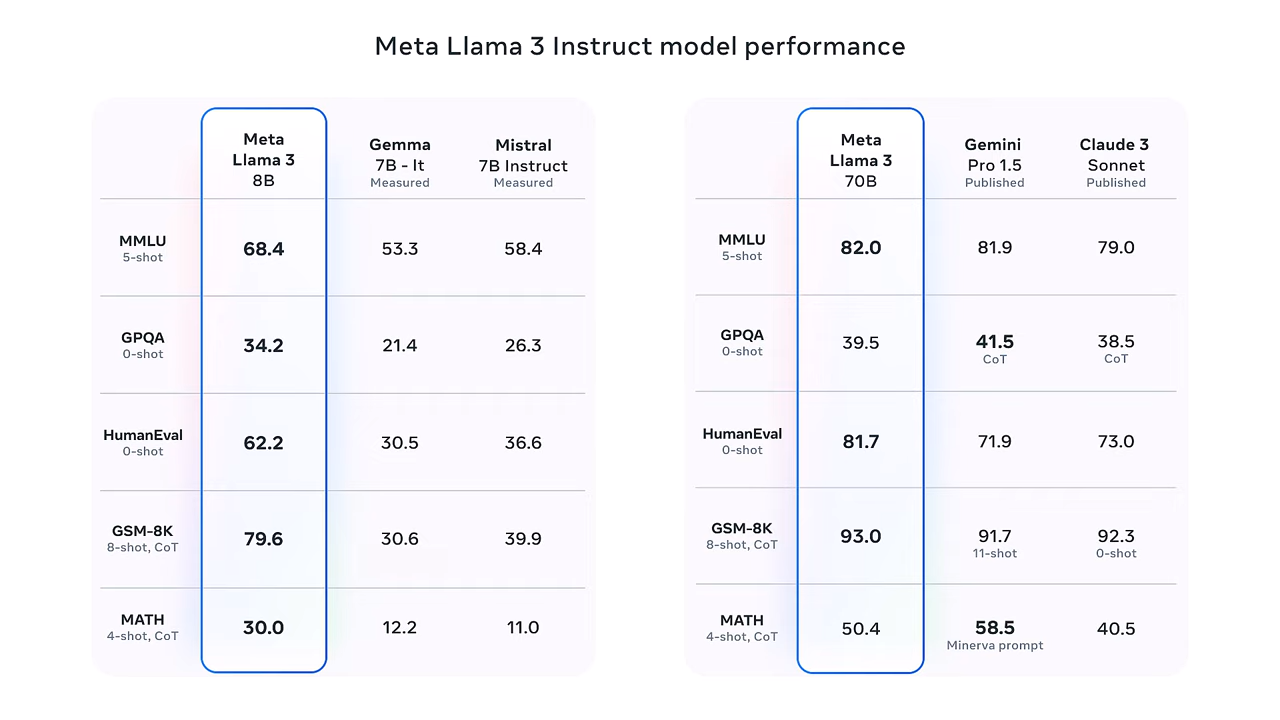 Meta Llama 3 Instruct model performance
Meta
Llama 3
8B
Gemma
7B - It
Measured
Mistral
7B Instruct
Measured
MMLU
5-shot
68.4
53.3
58.4
GPQA
0-shot
34.2
21.4
26.3
HumanEval
0-shot
62.2
30.5
36.6
GSM-8K
8-shot, CoT
79.6
30.6
39.9
MATH
4-shot, CoT
30.0
12.2
11.0
Meta
Llama 3
70B
Gemini
Pro 1.5
Published
Claude 3
Sonnet
Published
MMLU
5-shot
82.0
81.9
79.0
GPQA
0-shot
39.5
41.5
CoT
38.5
CoT
HumanEval
0-shot
81.7
71.9
73.0
GSM-8K
8-shot, CoT
93.0
91.7
11-shot
92.3
0-shot
MATH
4-shot, CoT
50.4
58.5
Minerva prompt
40.5